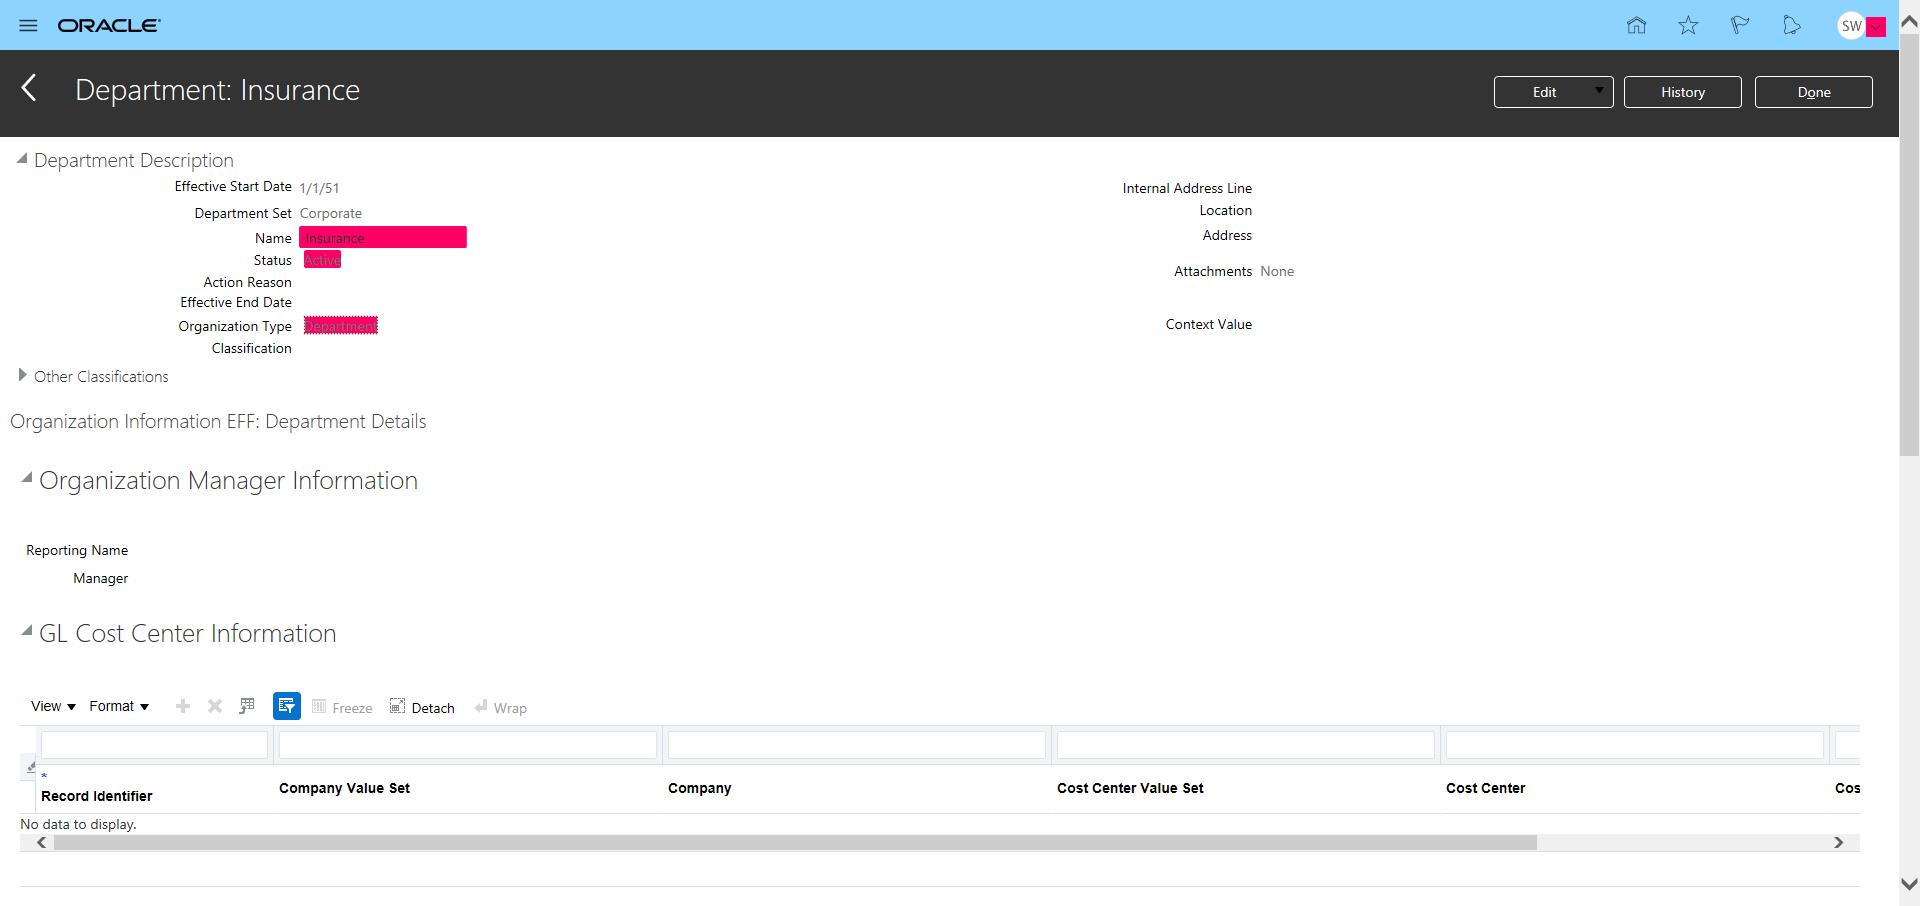 ORACLE
SW
Department: Insurance
Edit
History
Done
Department Description
Effective Start Date 1/1/51
Department Set Corporate
Name Insurance
Status Active
Action Reason
Effective End Date
Organization Type Department
Classification
Internal Address Line
Location
Address
Attachments None
Context Value
Other Classifications
Organization Information EFF: Department Details
Organization Manager Information
Reporting Name
Manager
GL Cost Center Information
View Format Freeze Detach Wrap
* Record Identifier
Company Value Set
Company
Cost Center Value Set
Cost Center
Cos
No data to display.